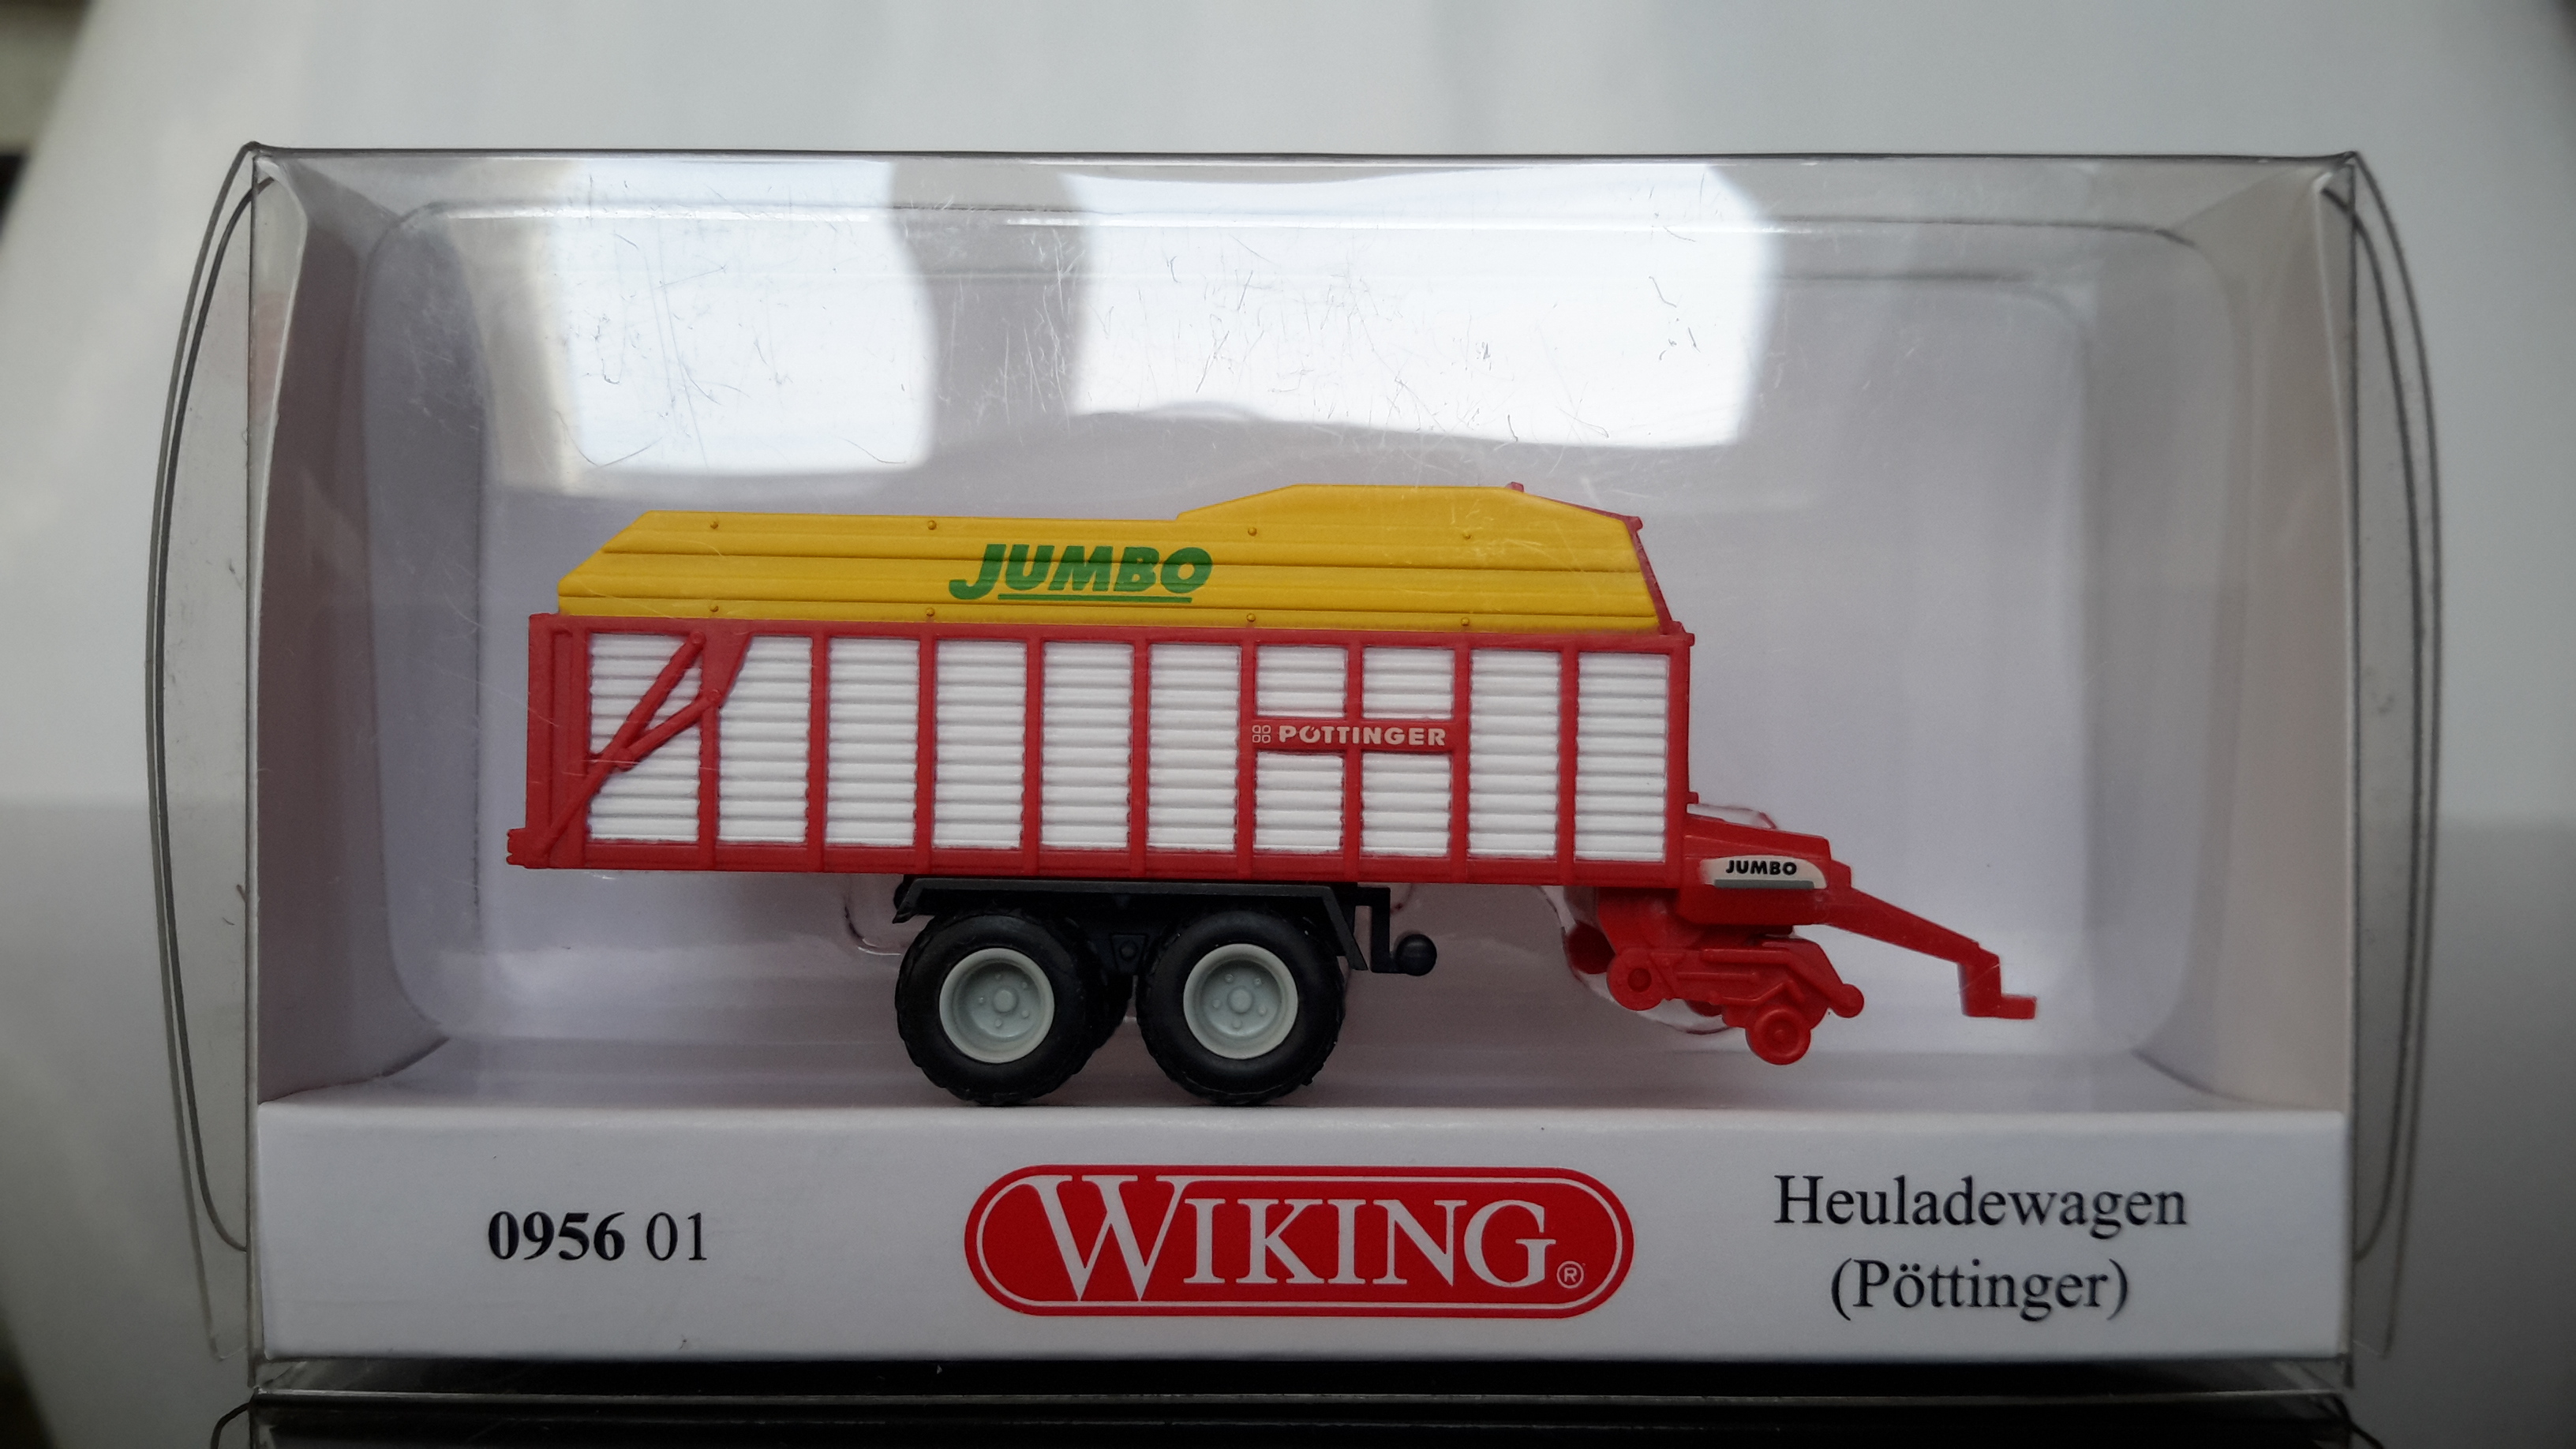 JUMBO
PÖTTINGER
JUMBO
0956 01
WIKING®
Heuladewagen
(Pöttinger)